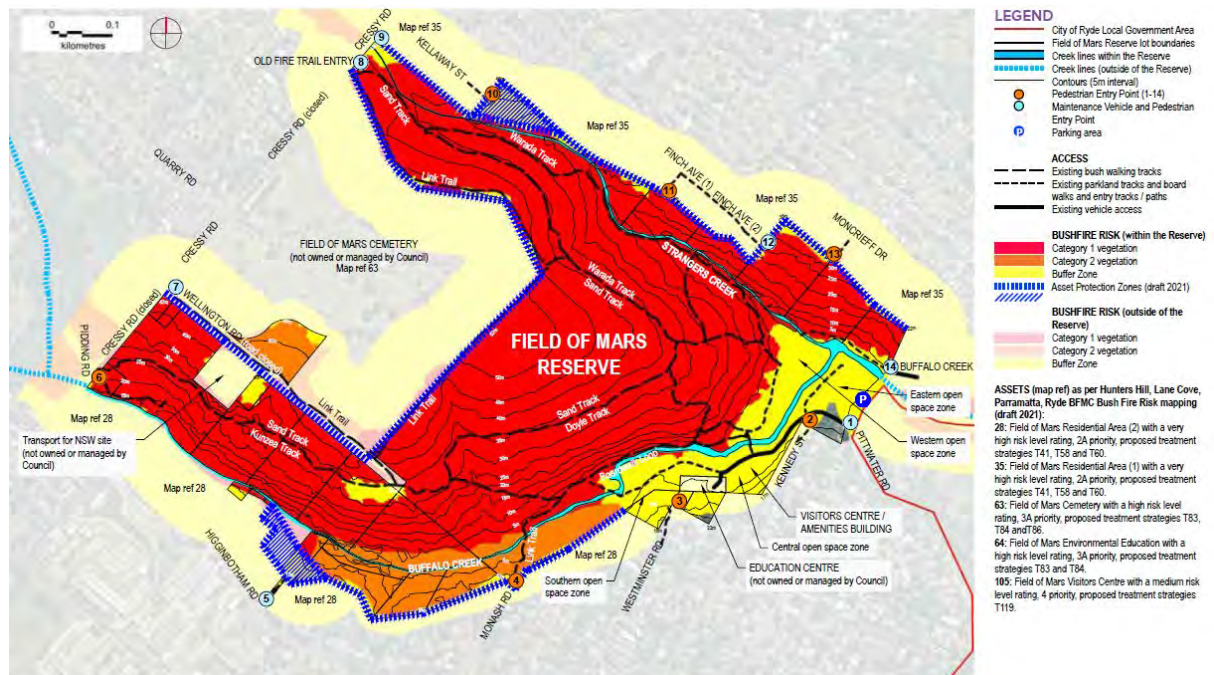 0 0.1
kilometres
CRESSY RD
9
Map ref 35
OLD FIRE TRAIL ENTRY
8
KELLAWAY ST
10
Sand Track
CRESSY RD (closed)
Map ref 35
Warada Track
QUARRY RD
Link Trail
FINCH AVE (1)
FINCH AVE (2)
11
Map ref 35
12
MONCRIEFF DR
13
CRESSY RD
FIELD OF MARS CEMETERY
(not owned or managed by Council)
Map ref 63
STRANGERS CREEK
Warada Track
Sand Track
Map ref 35
7
CRESSY RD (closed)
WELLINGTON RD
PIDDING RD
FIELD OF MARS
RESERVE
6
14
BUFFALO CREEK
Link Trail
Link Trail
P
Eastern open
space zone
Map ref 28
Sand Track
Kunzea Track
Sand Track
Doyle Track
2
1
PITTWATER RD
Western open
space zone
Transport for NSW site
(not owned or managed by
Council)
KENNEDY ST
Map ref 28
3
VISITORS CENTRE /
AMENITIES BUILDING
Central open space zone
HIGGINBOTHAM RD
BUFFALO CREEK
Link Trail
Map ref 28
EDUCATION CENTRE
(not owned or managed by Council)
Southern open
space zone
WESTMINSTER RD
4
5
Map ref 28
MONASH RD
LEGEND
City of Ryde Local Government Area
Field of Mars Reserve lot boundaries
Creek lines within the Reserve
Creek lines (outside of the Reserve)
Contours (5m interval)
Pedestrian Entry Point (1-14)
Maintenance Vehicle and Pedestrian
Entry Point
P Parking area
ACCESS
Existing bush walking tracks
Existing parkland tracks and board
walks and entry tracks / paths
Existing vehicle access
BUSHFIRE RISK (within the Reserve)
Category 1 vegetation
Category 2 vegetation
Buffer Zone
Asset Protection Zones (draft 2021)
BUSHFIRE RISK (outside of the
Reserve)
Category 1 vegetation
Category 2 vegetation
Buffer Zone
ASSETS (map ref) as per Hunters Hill, Lane Cove,
Parramatta, Ryde BFMC Bush Fire Risk mapping
(draft 2021):
28: Field of Mars Residential Area (2) with a very
high risk level rating, 2A priority, proposed treatment
strategies T41, T58 and T60.
35: Field of Mars Residential Area (1) with a very
high risk level rating, 2A priority, proposed treatment
strategies T41, T58 and T60.
63: Field of Mars Cemetery with a high risk level
rating, 3A priority, proposed treatment strategies T83,
T84 andT86.
64: Field of Mars Environmental Education with a
high risk level rating, 3A priority, proposed treatment
strategies T83 and T84.
105: Field of Mars Visitors Centre with a medium risk
level rating, 4 priority, proposed treatment strategies
T119.